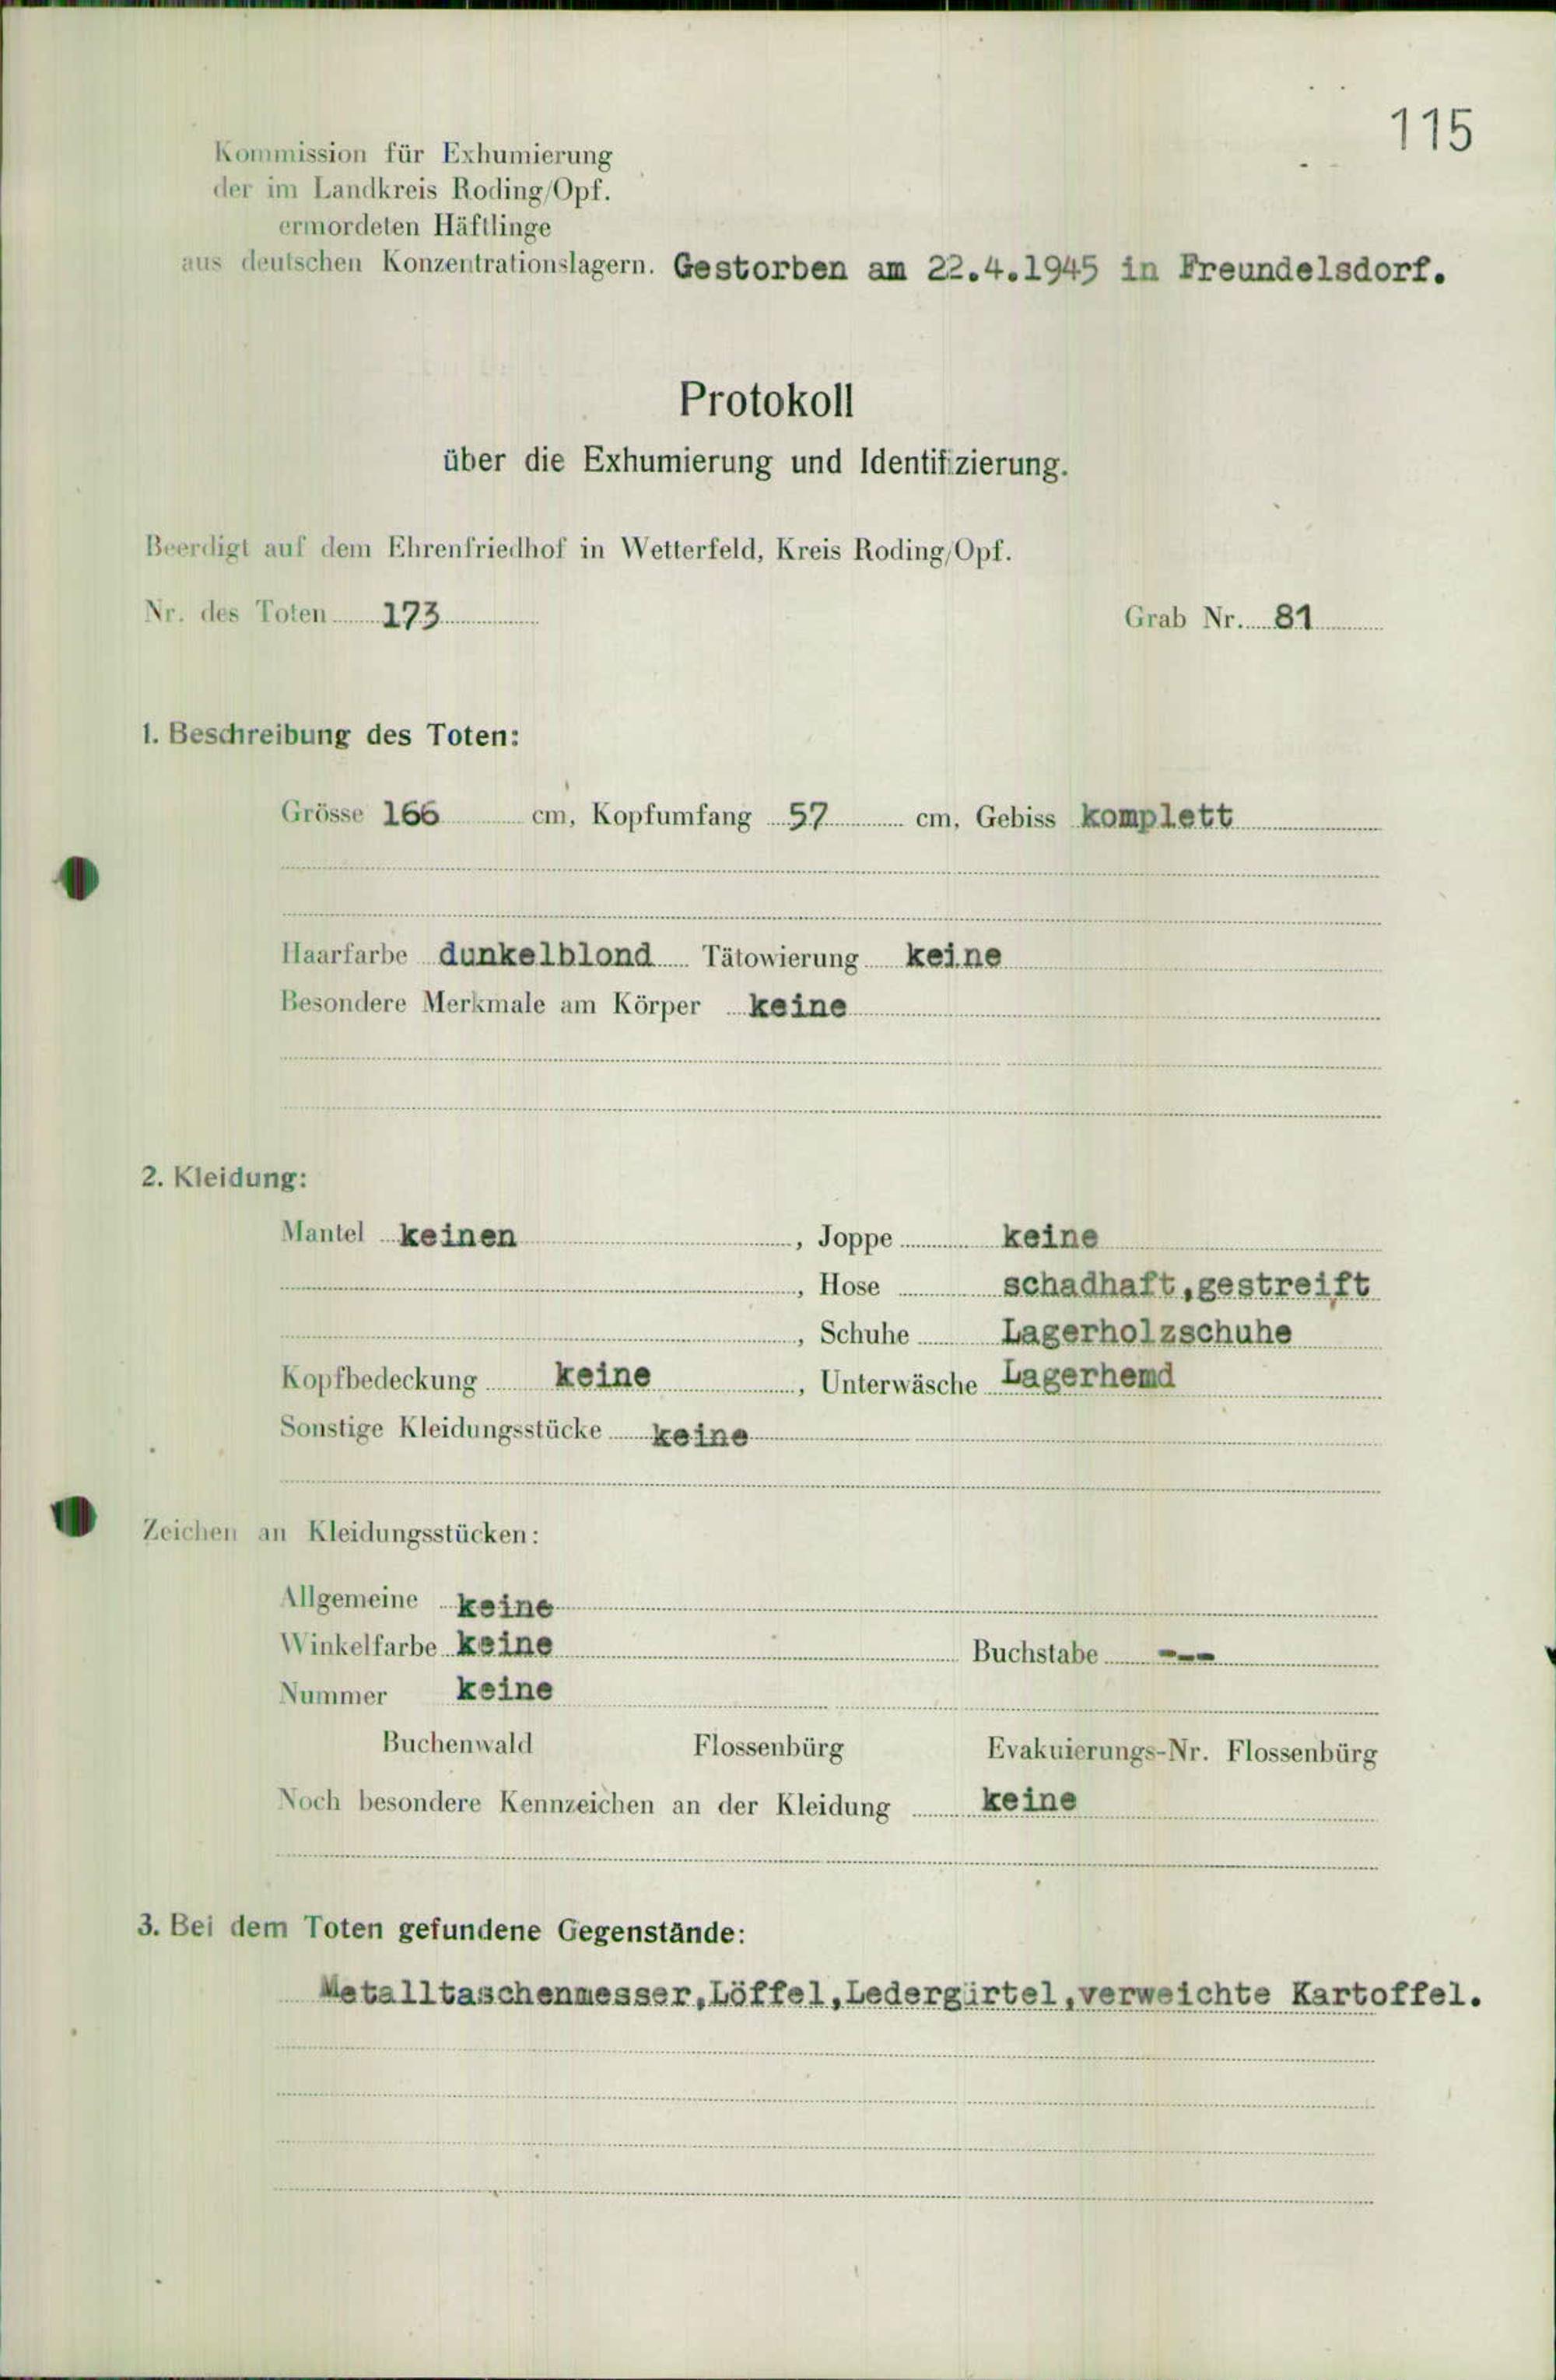 115
Kommission für Exhumierung
der im Landkreis Roding/Opf.
ermordeten Häftlinge
aus deutschen Konzentrationslagern. Gestorben am 22.4.1945 in Freundelsdorf.
Protokoll
über die Exhumierung und Identifizierung.
Beerdigt auf dem Ehrenfriedhof in Wetterfeld, Kreis Roding/Opf.
Nr. des Toten 173 Grab Nr. 81
1. Beschreibung des Toten:
Grösse 166 cm, Kopfumfang 57 cm, Gebiss komplett
Haarfarbe dunkelblond Tätowierung keine
Besondere Merkmale am Körper keine
2. Kleidung:
Mantel keinen, Joppe keine
, Hose schadhaft,gestreift
, Schuhe Lagerholzschuhe
Kopfbedeckung keine, Unterwäsche Lagerhemd
Sonstige Kleidungsstücke keine
Zeichen an Kleidungsstücken:
Allgemeine keine
Winkelfarbe keine Buchstabe ---
Nummer keine
Buchenwald Flossenbürg Evakuierungs-Nr. Flossenbürg
Noch besondere Kennzeichen an der Kleidung keine
3. Bei dem Toten gefundene Gegenstände:
Metalltaschenmesser,Löffel,Ledergürtel,verweichte Kartoffel.